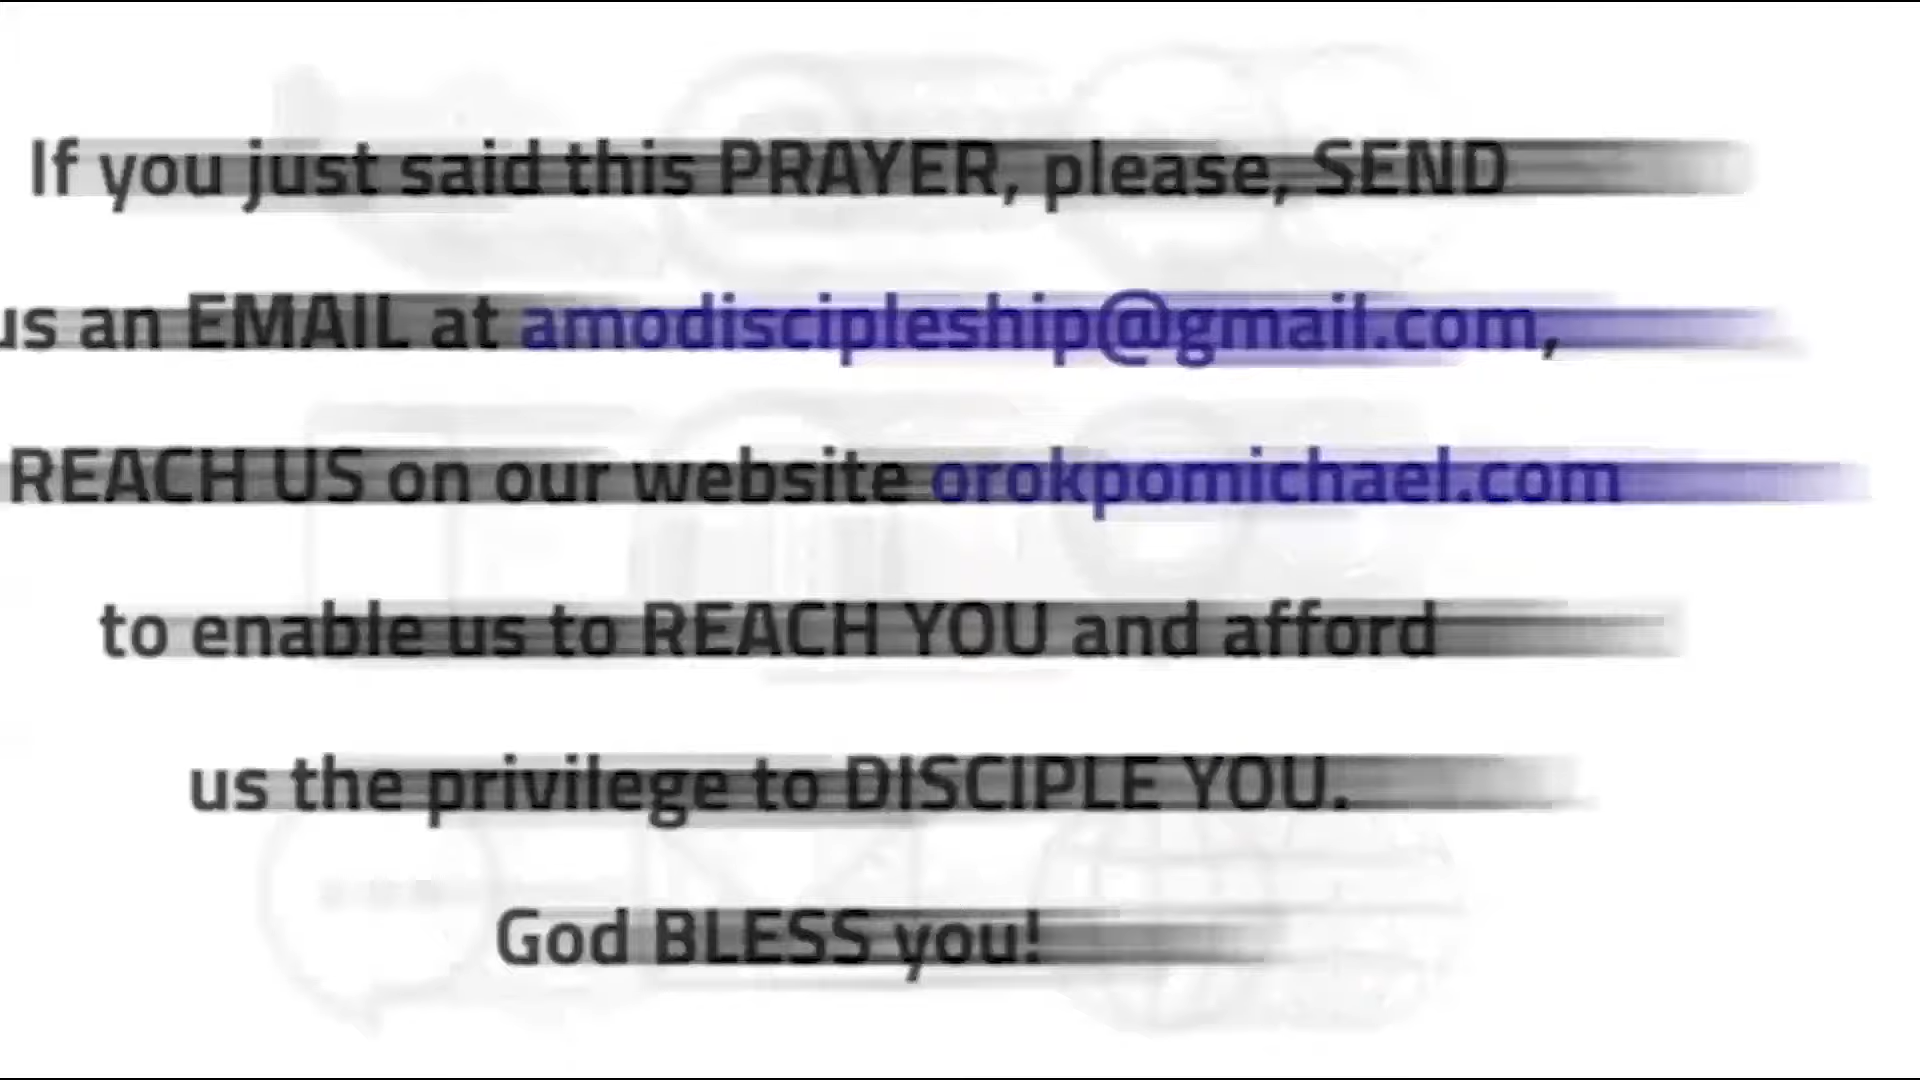 If you just said this PRAYER, please, SEND
us an EMAIL at amodiscipleship@gmail.com,
REACH US on our website orokpomichael.com
to enable us to REACH YOU and afford
us the privilege to DISCIPLE YOU.
God BLESS you!